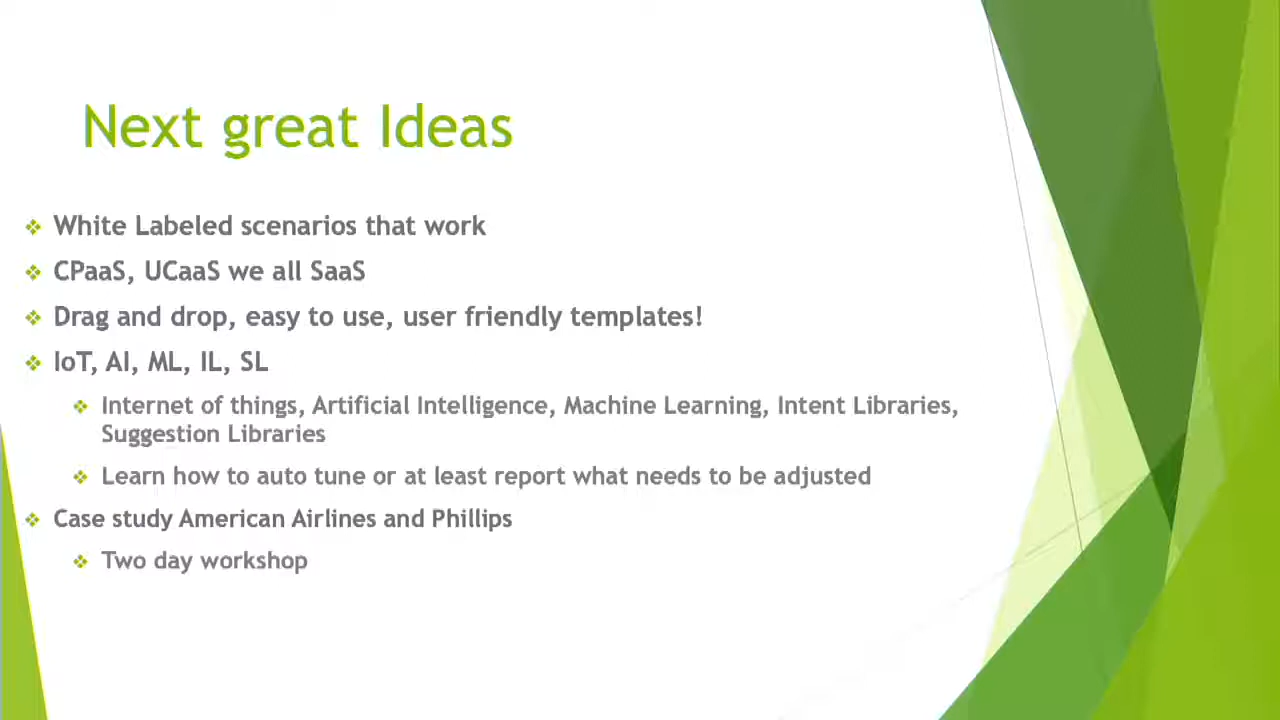 Next great Ideas
White Labeled scenarios that work
CPaaS, UCaaS we all SaaS
Drag and drop, easy to use, user friendly templates!
IoT, AI, ML, IL, SL
Internet of things, Artificial Intelligence, Machine Learning, Intent Libraries,
Suggestion Libraries
Learn how to auto tune or at least report what needs to be adjusted
Case study American Airlines and Phillips
Two day workshop